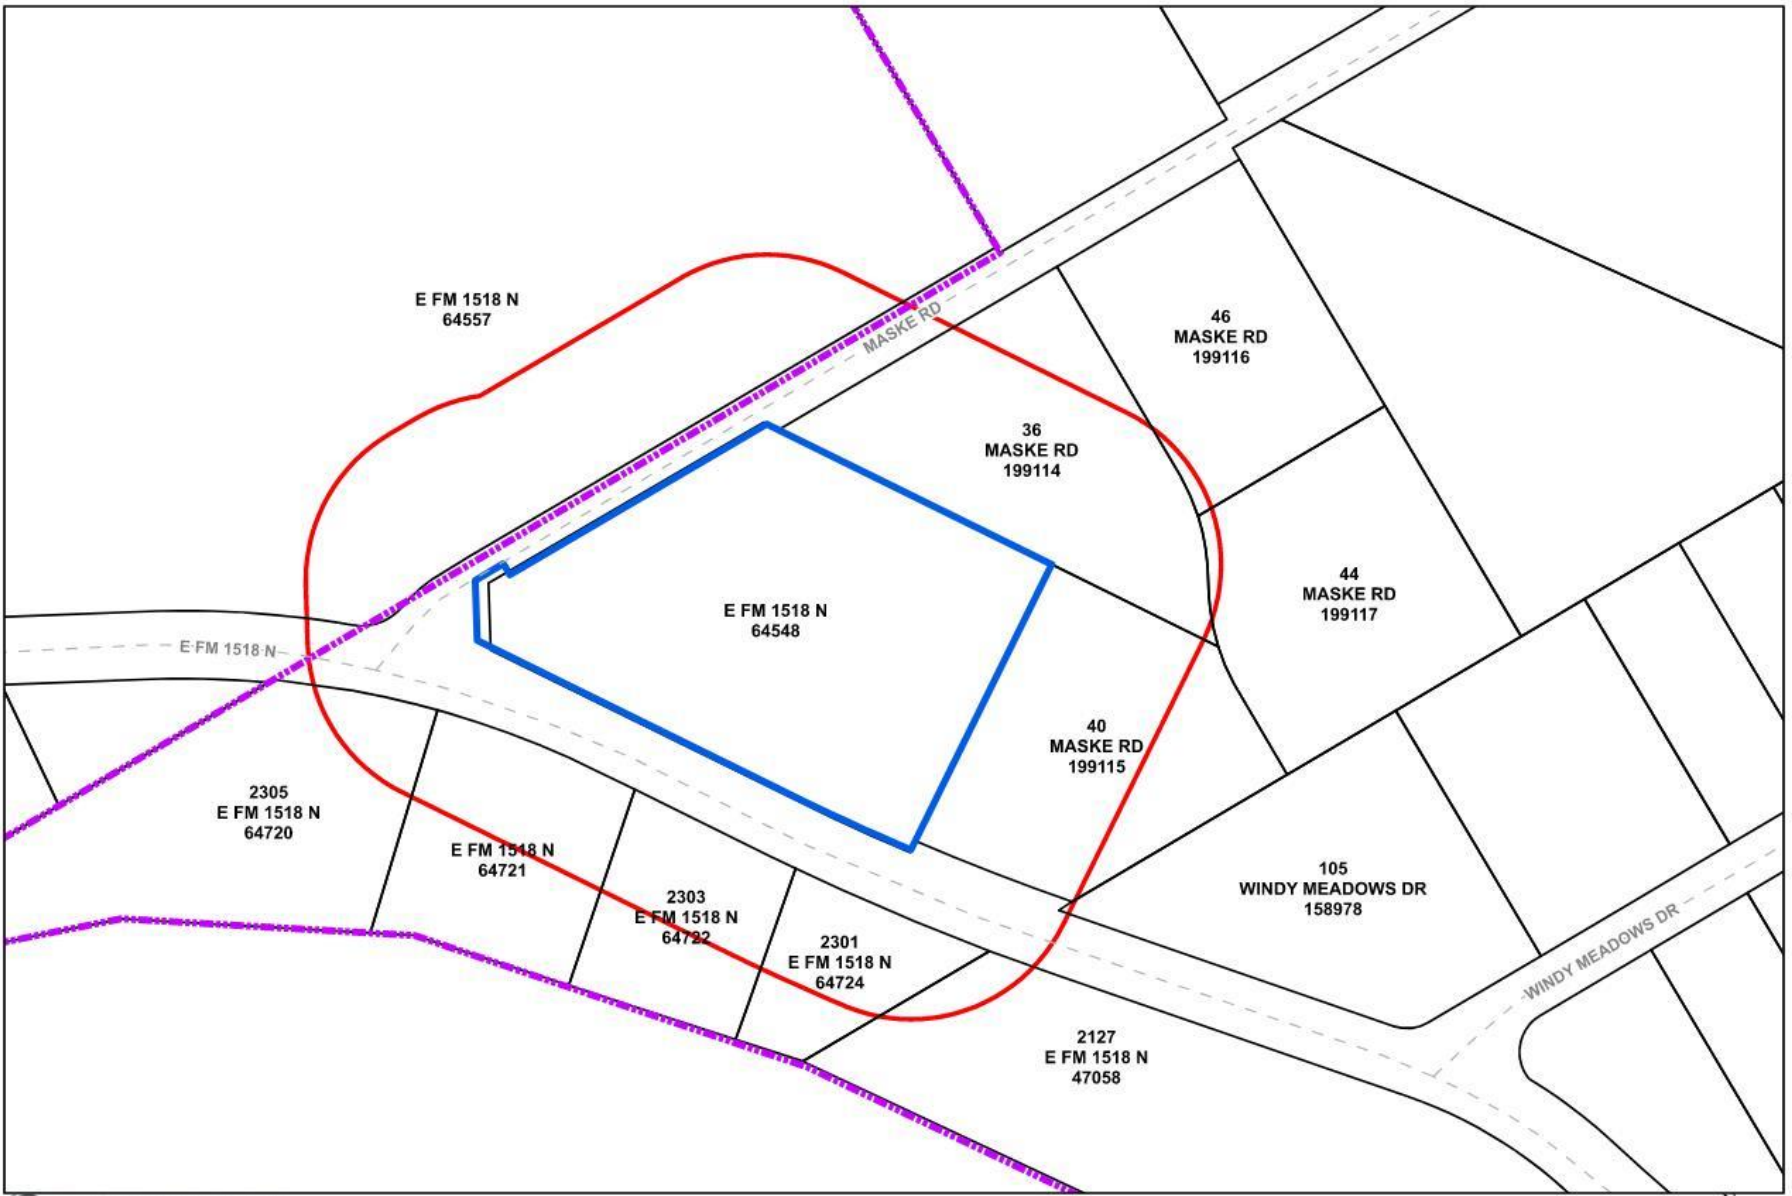 E FM 1518 N
64557
MASKE RD
46
MASKE RD
199116
36
MASKE RD
199114
E FM 1518 N
64548
44
MASKE RD
199117
E FM 1518 N
40
MASKE RD
199115
2305
E FM 1518 N
64720
E FM 1518 N
64721
2303
E FM 1518 N
64722
2301
E FM 1518 N
64724
105
WINDY MEADOWS DR
158978
WINDY MEADOWS DR
2127
E FM 1518 N
47058